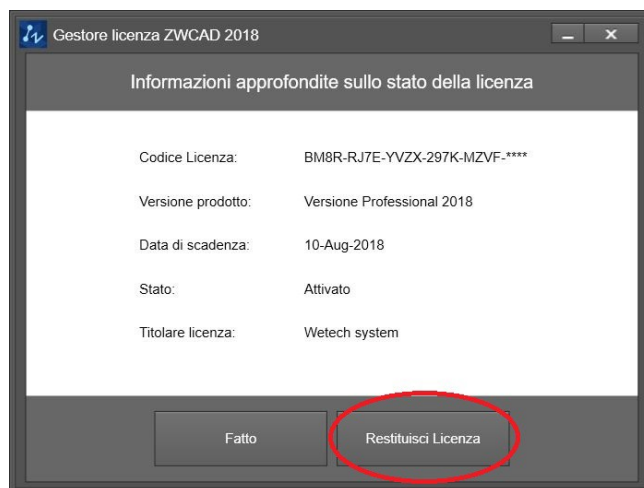 Gestore licenza ZWCAD 2018
Informazioni approfondite sullo stato della licenza
Codice Licenza: BM8R-RJ7E-YVZX-297K-MZVF-****
Versione prodotto: Versione Professional 2018
Data di scadenza: 10-Aug-2018
Stato: Attivato
Titolare licenza: Wetech system
Fatto Restituisci Licenza